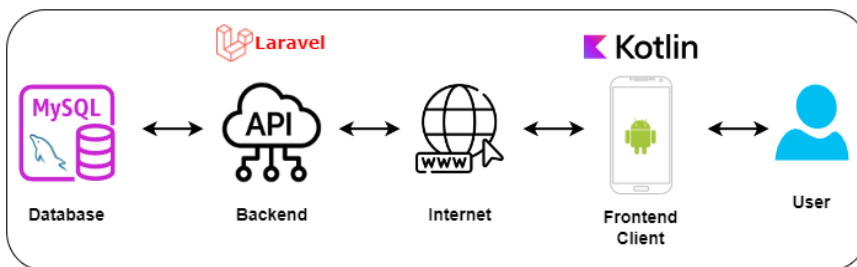 Laravel
Kotlin
MySQL
API
WWW
Database
Backend
Internet
Frontend
Client
User